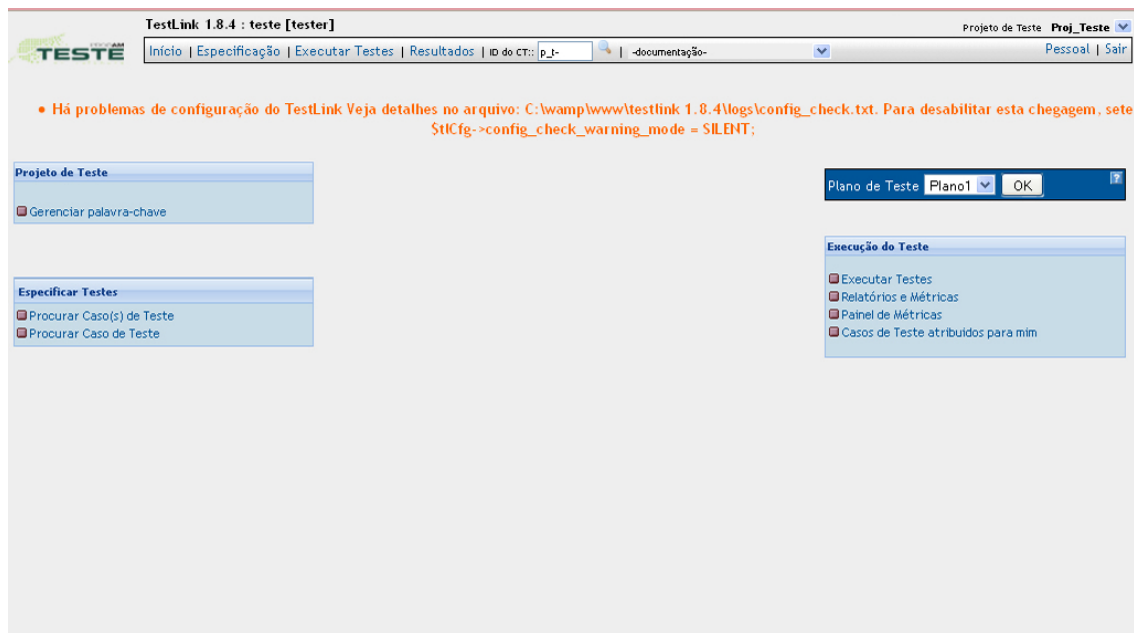 TestLink 1.8.4 : teste [tester]
Projeto de Teste Proj_Teste
TESTE
Início | Especificação | Executar Testes | Resultados | ID do CT:: p_t- | -documentação-
Pessoal | Sair
• Há problemas de configuração do TestLink Veja detalhes no arquivo: C:\wamp\www\testlink 1.8.4\logs\config_check.txt. Para desabilitar esta chegagem, sete
$tlCfg->config_check_warning_mode = SILENT;
Projeto de Teste
Gerenciar palavra-chave
Plano de Teste Plano1 OK ?
Execução do Teste
Executar Testes
Relatórios e Métricas
Painel de Métricas
Casos de Teste atribuidos para mim
Especificar Testes
Procurar Caso(s) de Teste
Procurar Caso de Teste